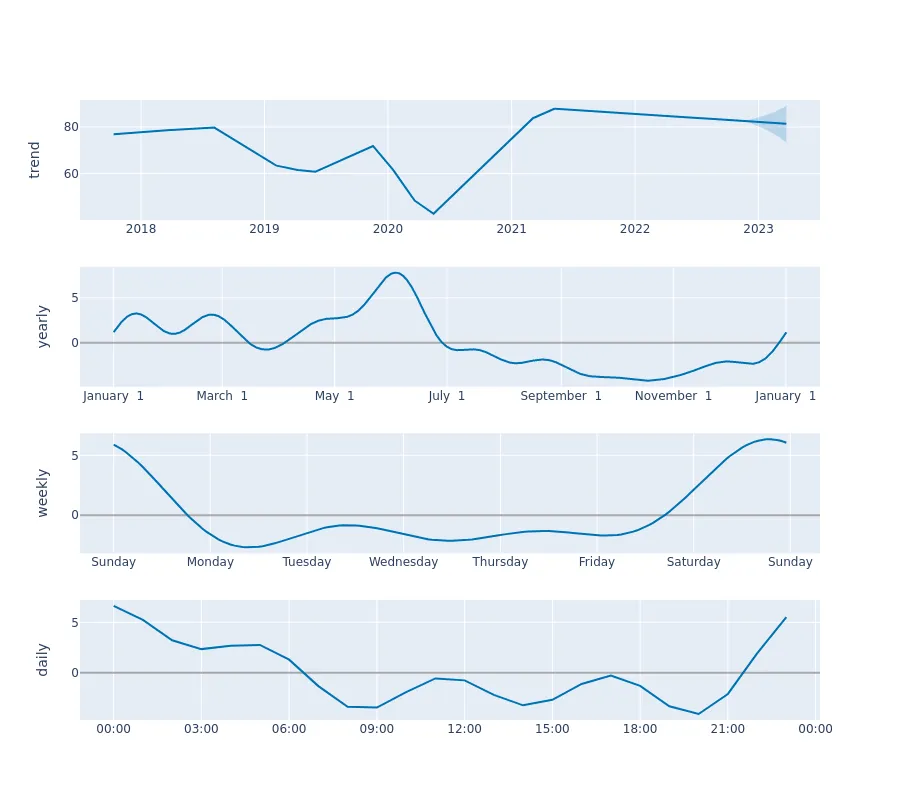 trend
80
60
2018 2019 2020 2021 2022 2023
yearly
5
0
January 1 March 1 May 1 July 1 September 1 November 1 January 1
weekly
5
0
Sunday Monday Tuesday Wednesday Thursday Friday Saturday Sunday
daily
5
0
00:00 03:00 06:00 09:00 12:00 15:00 18:00 21:00 00:00